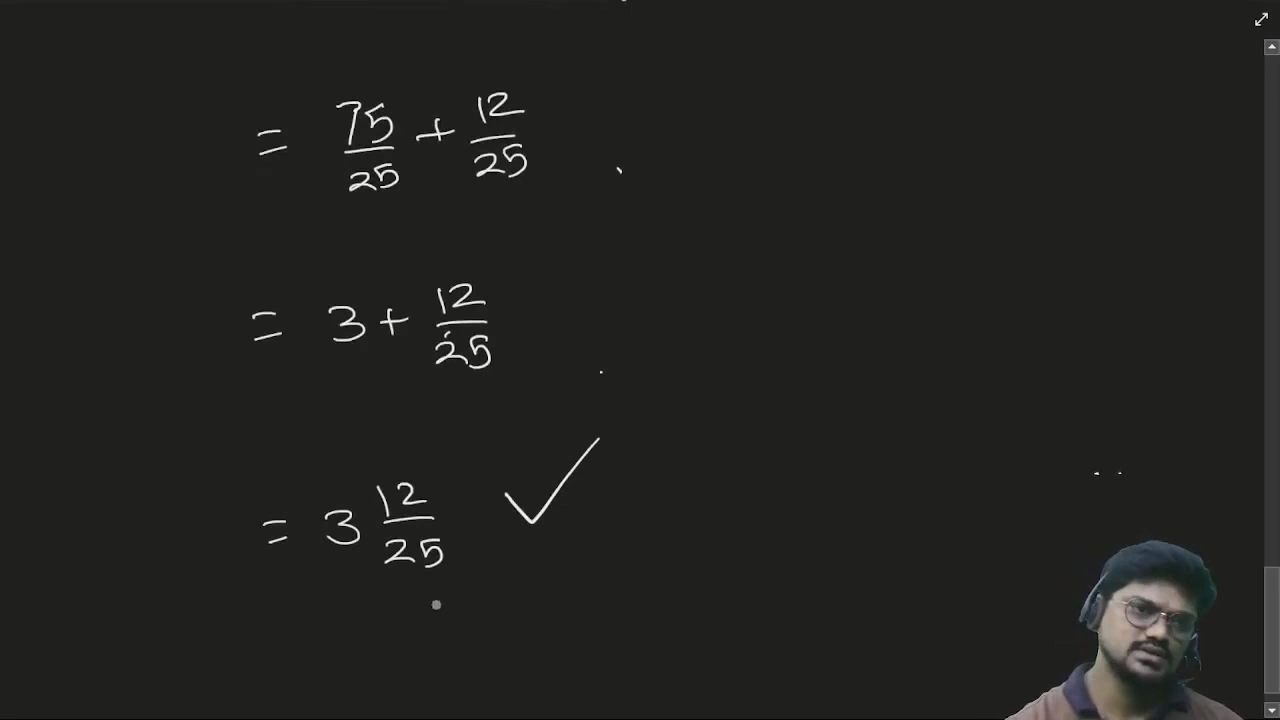 = 75/25 + 12/25
= 3 + 12/25
= 3 12/25 ✓